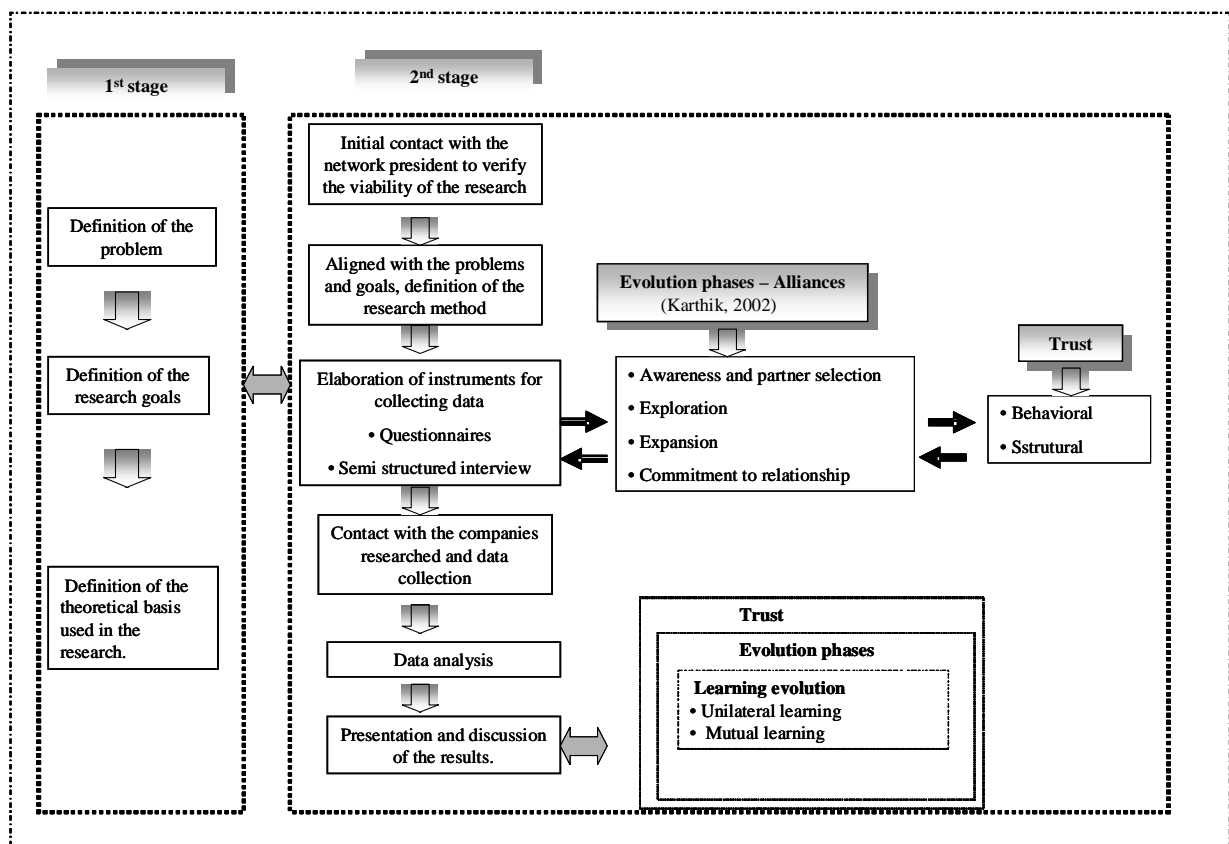 1st stage
Definition of the
problem
Definition of the
research goals
Definition of the
theoretical basis
used in the
research.
2nd stage
Initial contact with the
network president to verify
the viability of the research
Aligned with the problems
and goals, definition of the
research method
Elaboration of instruments for
collecting data
• Questionnaires
• Semi structured interview
Contact with the companies
researched and data
collection
Data analysis
Presentation and discussion
of the results.
Evolution phases – Alliances
(Karthik, 2002)
• Awareness and partner selection
• Exploration
• Expansion
• Commitment to relationship
Trust
• Behavioral
• Sstrutural
Trust
Evolution phases
Learning evolution
• Unilateral learning
• Mutual learning